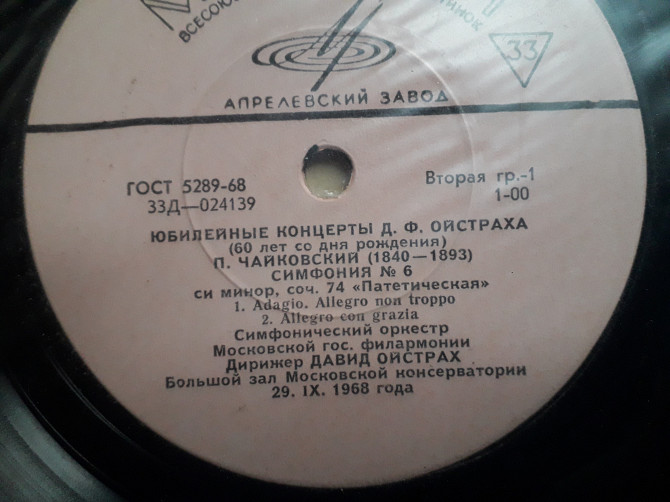 33
АПРЕЛЕВСКИЙ ЗАВОД
ГОСТ 5289-68
33Д—024139
Вторая гр.-1
1-00
ЮБИЛЕЙНЫЕ КОНЦЕРТЫ Д. Ф. ОЙСТРАХА
(60 лет со дня рождения)
П. ЧАЙКОВСКИЙ (1840—1893)
СИМФОНИЯ № 6
си минор, соч. 74 «Патетическая»
1. Adagio. Allegro non troppo
2. Allegro con grazia
Симфонический оркестр
Московской гос. филармонии
Дирижер ДАВИД ОЙСТРАХ
Большой зал Московской консерватории
29. IX. 1968 года